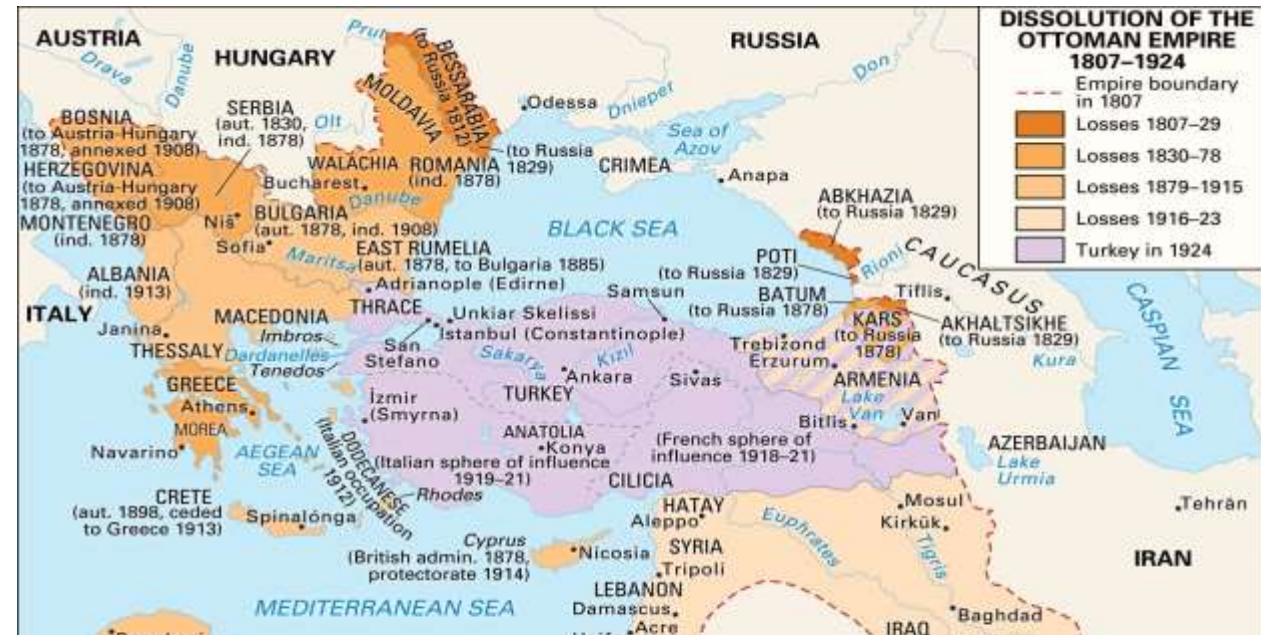 DISSOLUTION OF THE
OTTOMAN EMPIRE
1807–1924
Empire boundary
in 1807
Losses 1807–29
Losses 1830–78
Losses 1879–1915
Losses 1916–23
Turkey in 1924
AUSTRIA
Drava
Danube
HUNGARY
Prut
BESSARABIA
(to Russia 1812)
MOLDAVIA
RUSSIA
Don
Dnieper
Odessa
Sea of
Azov
CRIMEA
Anapa
BOSNIA
(to Austria-Hungary
1878, annexed 1908)
HERZEGOVINA
(to Austria-Hungary
1878, annexed 1908)
MONTENEGRO
(ind. 1878)
SERBIA
(aut. 1830,
ind. 1878)
Olt
WALACHIA
Bucharest
ROMANIA
(ind. 1878)
(to Russia
1829)
Danube
Niš
Sofia
BULGARIA
(aut. 1878, ind. 1908)
EAST RUMELIA
(aut. 1878, to Bulgaria 1885)
Maritsa
Adrianople (Edirne)
BLACK SEA
ABKHAZIA
(to Russia 1829)
POTI
(to Russia 1829)
Rioni
CAUCASUS
BATUM
(to Russia 1878)
Tiflis
KARS
(to Russia
1878)
AKHALTSIKHE
(to Russia 1829)
Kura
CASPIAN
SEA
ALBANIA
(ind. 1913)
ITALY
Janina
MACEDONIA
THRACE
Imbros
Dardanelles
Tenedos
THESSALY
GREECE
Athens
MOREA
Navarino
AEGEAN
SEA
Unkiar Skelissi
İstanbul (Constantinople)
San
Stefano
Samsun
Sakarya
Kızıl
Ankara
Sivas
Trebizond
Erzurum
ARMENIA
Lake
Van
Bitlis
Van
TURKEY
İzmir
(Smyrna)
ANATOLIA
Konya
(Italian sphere of influence
1919–21)
(French sphere of
influence 1918–21)
CILICIA
AZERBAIJAN
Lake
Urmia
Tehrān
IRAN
DODECANESE
(Italian occupation
1912)
Rhodes
CRETE
(aut. 1898, ceded
to Greece 1913)
Spinalónga
Cyprus
(British admin. 1878,
protectorate 1914)
Nicosia
HATAY
Aleppo
SYRIA
Tripoli
LEBANON
Damascus
Acre
Euphrates
Mosul
Kirkūk
Tigris
Baghdad
IRAQ
MEDITERRANEAN SEA